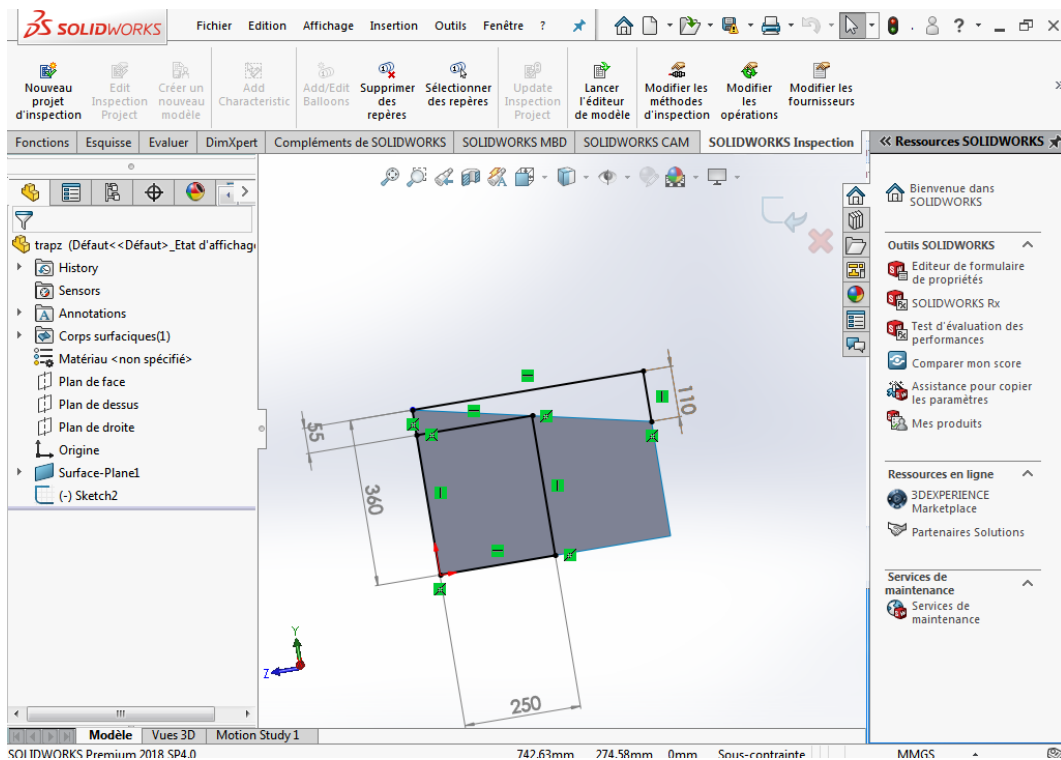 SOLIDWORKS
Fichier Edition Affichage Insertion Outils Fenêtre ?
Nouveau projet d'inspection
Edit Inspection Project
Créer un nouveau modèle
Add Characteristic
Add/Edit Balloons
Supprimer des repères
Sélectionner des repères
Update Inspection Project
Lancer l'éditeur de modèle
Modifier les méthodes d'inspection
Modifier les opérations
Modifier les fournisseurs
Fonctions Esquisse Evaluer DimXpert Compléments de SOLIDWORKS SOLIDWORKS MBD SOLIDWORKS CAM SOLIDWORKS Inspection
trapz (Défaut<<Défaut>_Etat d'affichag
History
Sensors
Annotations
Corps surfaciques(1)
Matériau <non spécifié>
Plan de face
Plan de dessus
Plan de droite
Origine
Surface-Plane1
(-) Sketch2
110
55
360
250
Y
Z
Ressources SOLIDWORKS
Bienvenue dans
SOLIDWORKS
Outils SOLIDWORKS
Editeur de formulaire
de propriétés
SOLIDWORKS Rx
Test d'évaluation des
performances
Comparer mon score
Assistance pour copier
les paramètres
Mes produits
Ressources en ligne
3DEXPERIENCE
Marketplace
Partenaires Solutions
Services de
maintenance
Services de
maintenance
Modèle Vues 3D Motion Study 1
SOLIDWORKS Premium 2018 SP4.0 742.63mm 274.58mm 0mm Sous-contrainte MMGS